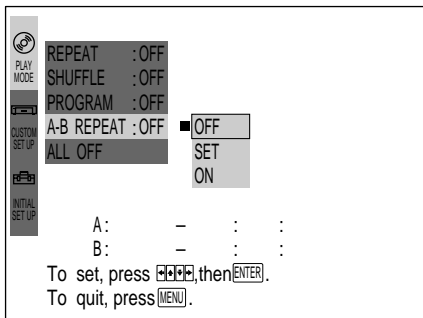 PLAY
MODE
CUSTOM
SET UP
INITIAL
SET UP
REPEAT :OFF
SHUFFLE :OFF
PROGRAM :OFF
A-B REPEAT :OFF
ALL OFF
OFF
SET
ON
A: – : :
B: – : :
To set, press ←↑↓→,then ENTER.
To quit, press MENU.